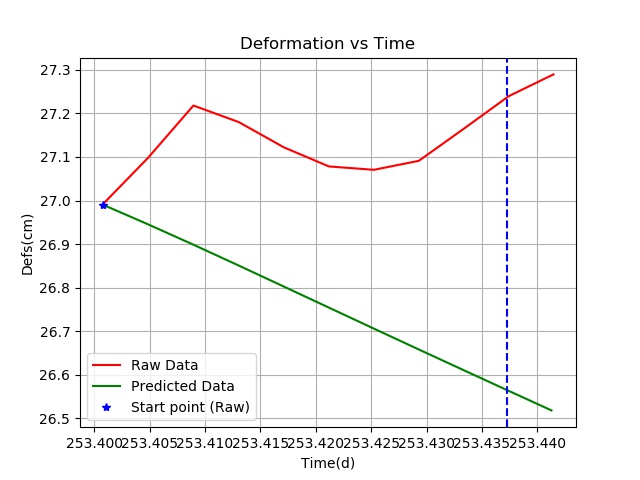 Deformation vs Time
Defs(cm)
27.3
27.2
27.1
27.0
26.9
26.8
26.7
26.6
26.5
Raw Data
Predicted Data
Start point (Raw)
253.400 253.405 253.410 253.415 253.420 253.425 253.430 253.435 253.440
Time(d)